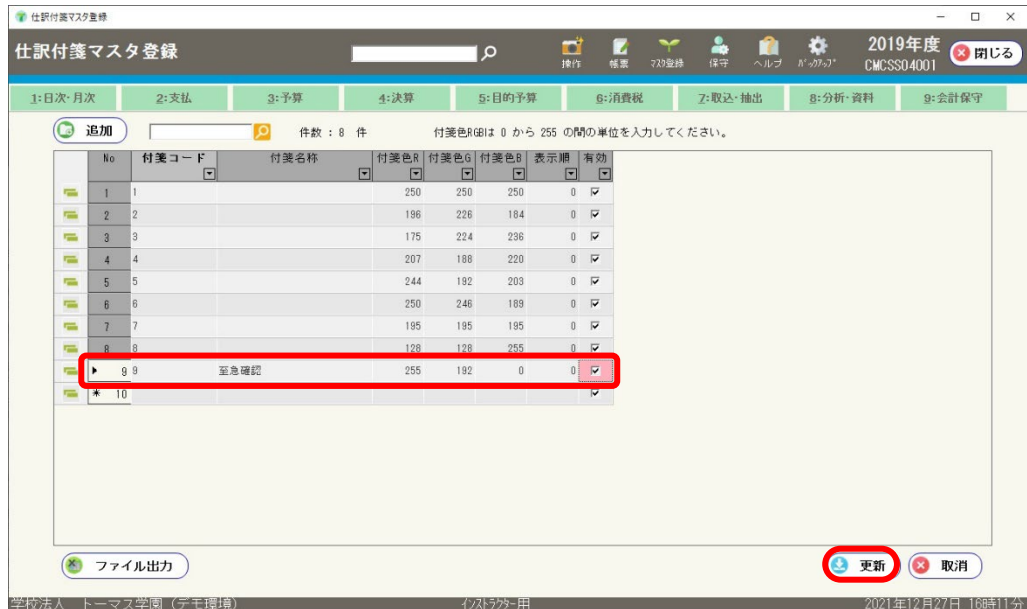 仕訳付箋マスタ登録
仕訳付箋マスタ登録 操作 帳票 マスタ登録 保守 ヘルプ バックアップ 2019年度 CMCSS04001 閉じる
1:日次・月次 2:支払 3:予算 4:決算 5:目的予算 6:消費税 7:取込・抽出 8:分析・資料 9:会計保守
追加 件数 : 8 件 付箋色RGBは 0 から 255 の間の単位を入力してください。
No 付箋コード 付箋名称 付箋色R 付箋色G 付箋色B 表示順 有効
1 1 250 250 250 0
2 2 196 226 184 0
3 3 175 224 236 0
4 4 207 188 220 0
5 5 244 192 203 0
6 6 250 246 189 0
7 7 195 195 195 0
8 8 128 128 255 0
9 9 至急確認 255 192 0 0
* 10
ファイル出力 更新 取消
学校法人 トーマス学園（デモ環境） インストラクター用 2021年12月27日 16時11分